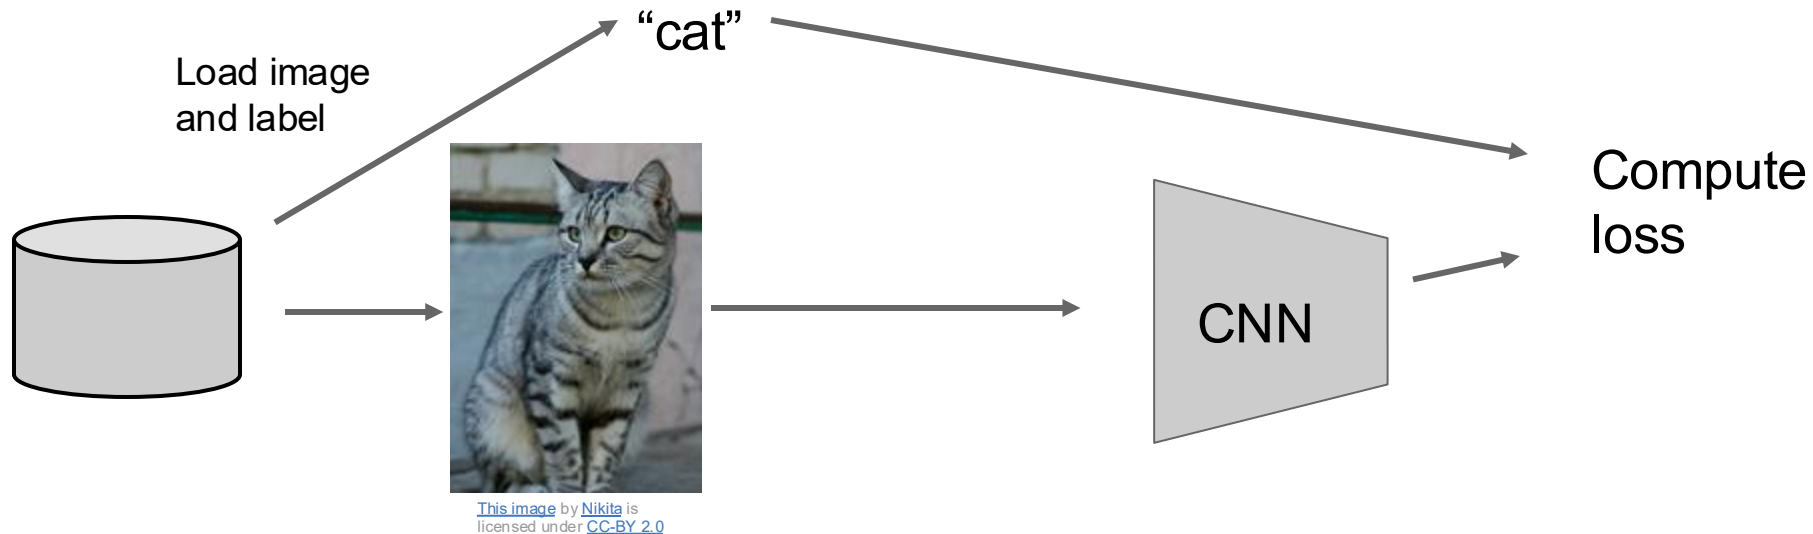 “cat”
Load image
and label
Compute
loss
CNN
This image by Nikita is
licensed under CC-BY 2.0